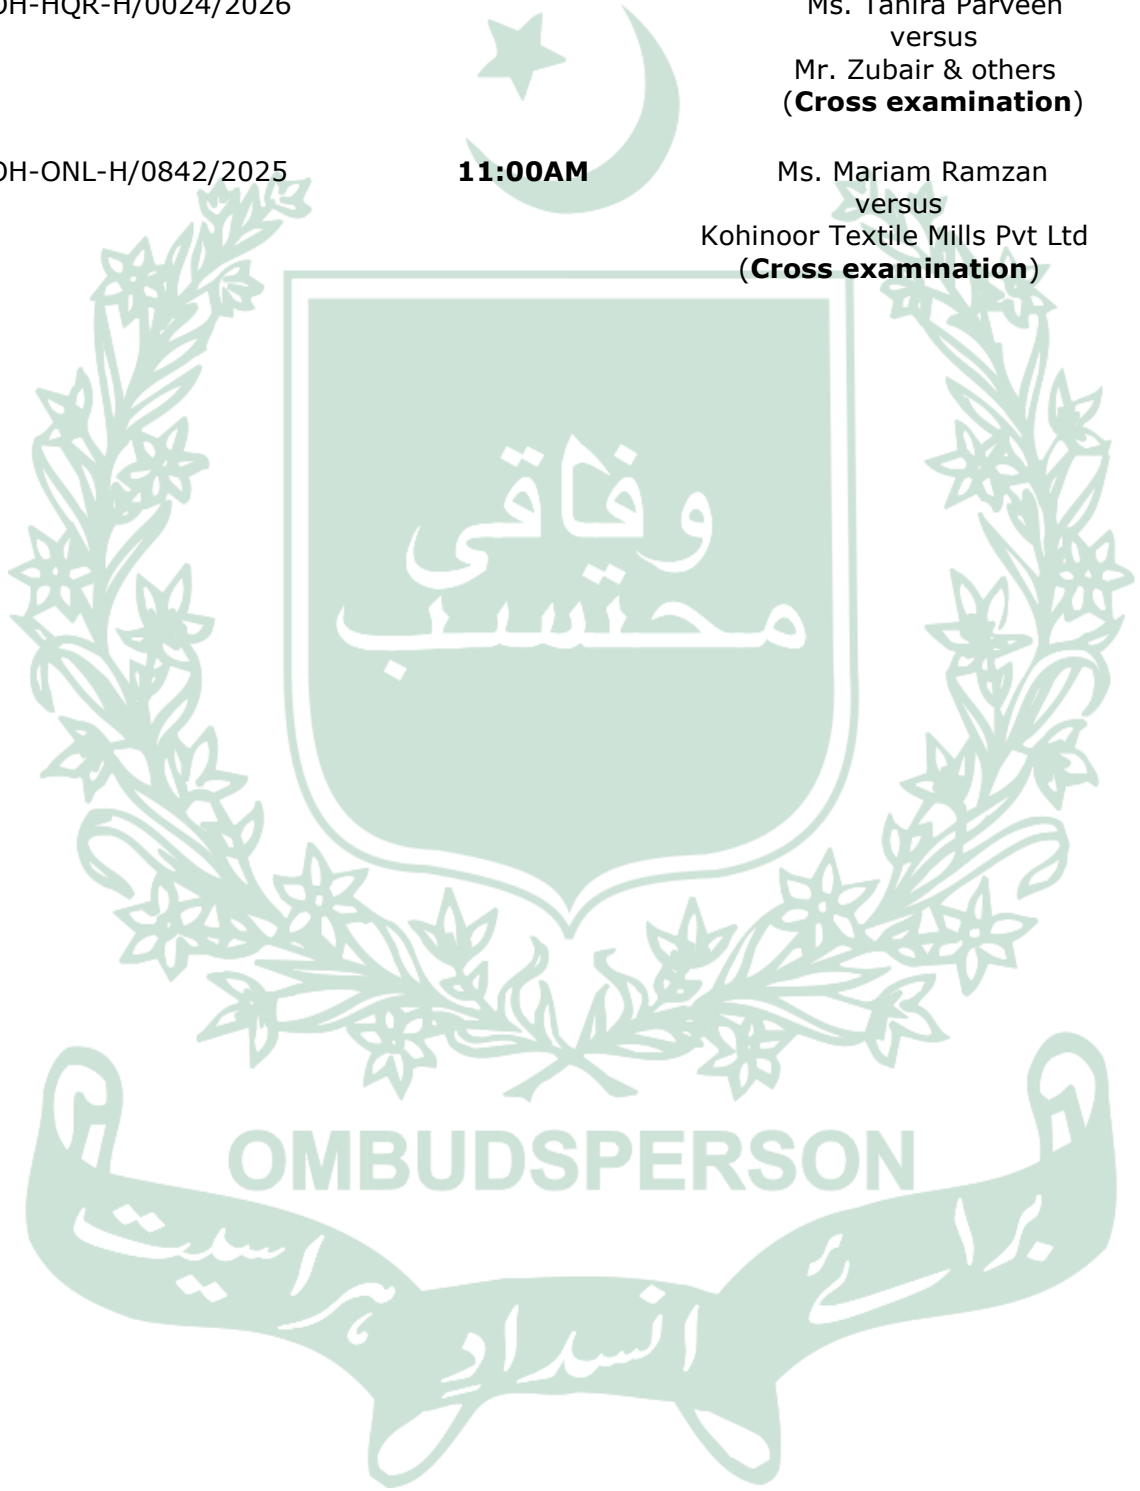 OH-HQR-H/0024/2026
Ms. Tahira Parveen
versus
Mr. Zubair & others
(Cross examination)
OH-ONL-H/0842/2025 11:00AM Ms. Mariam Ramzan
versus
Kohinoor Textile Mills Pvt Ltd
(Cross examination)
وفاقی
محتسب
OMBUDSPERSON
برائے انسدادِ ہراسیت